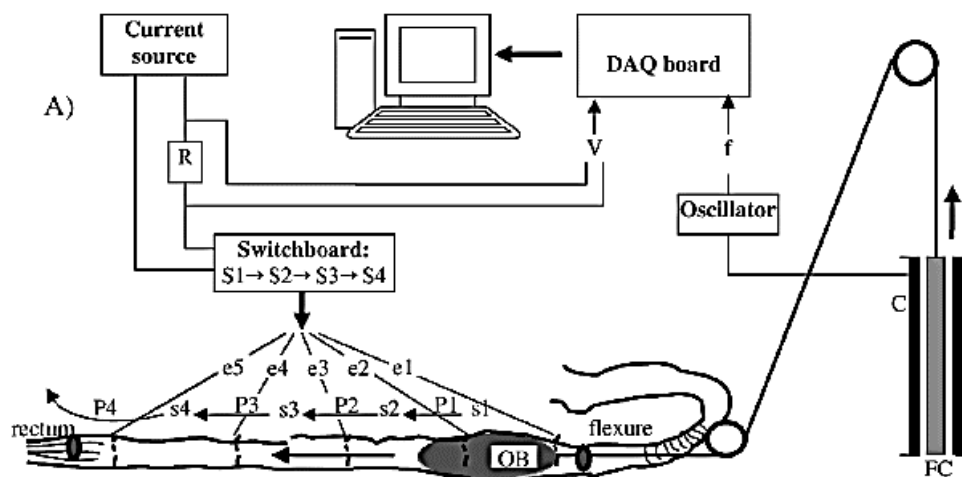 Current
source
DAQ board
A)
R
V
f
Oscillator
Switchboard:
S1→S2→S3→S4
C
e5 e4 e3 e2 e1
P4 s4 P3 s3 P2 s2 P1 s1
rectum
flexure
OB
FC